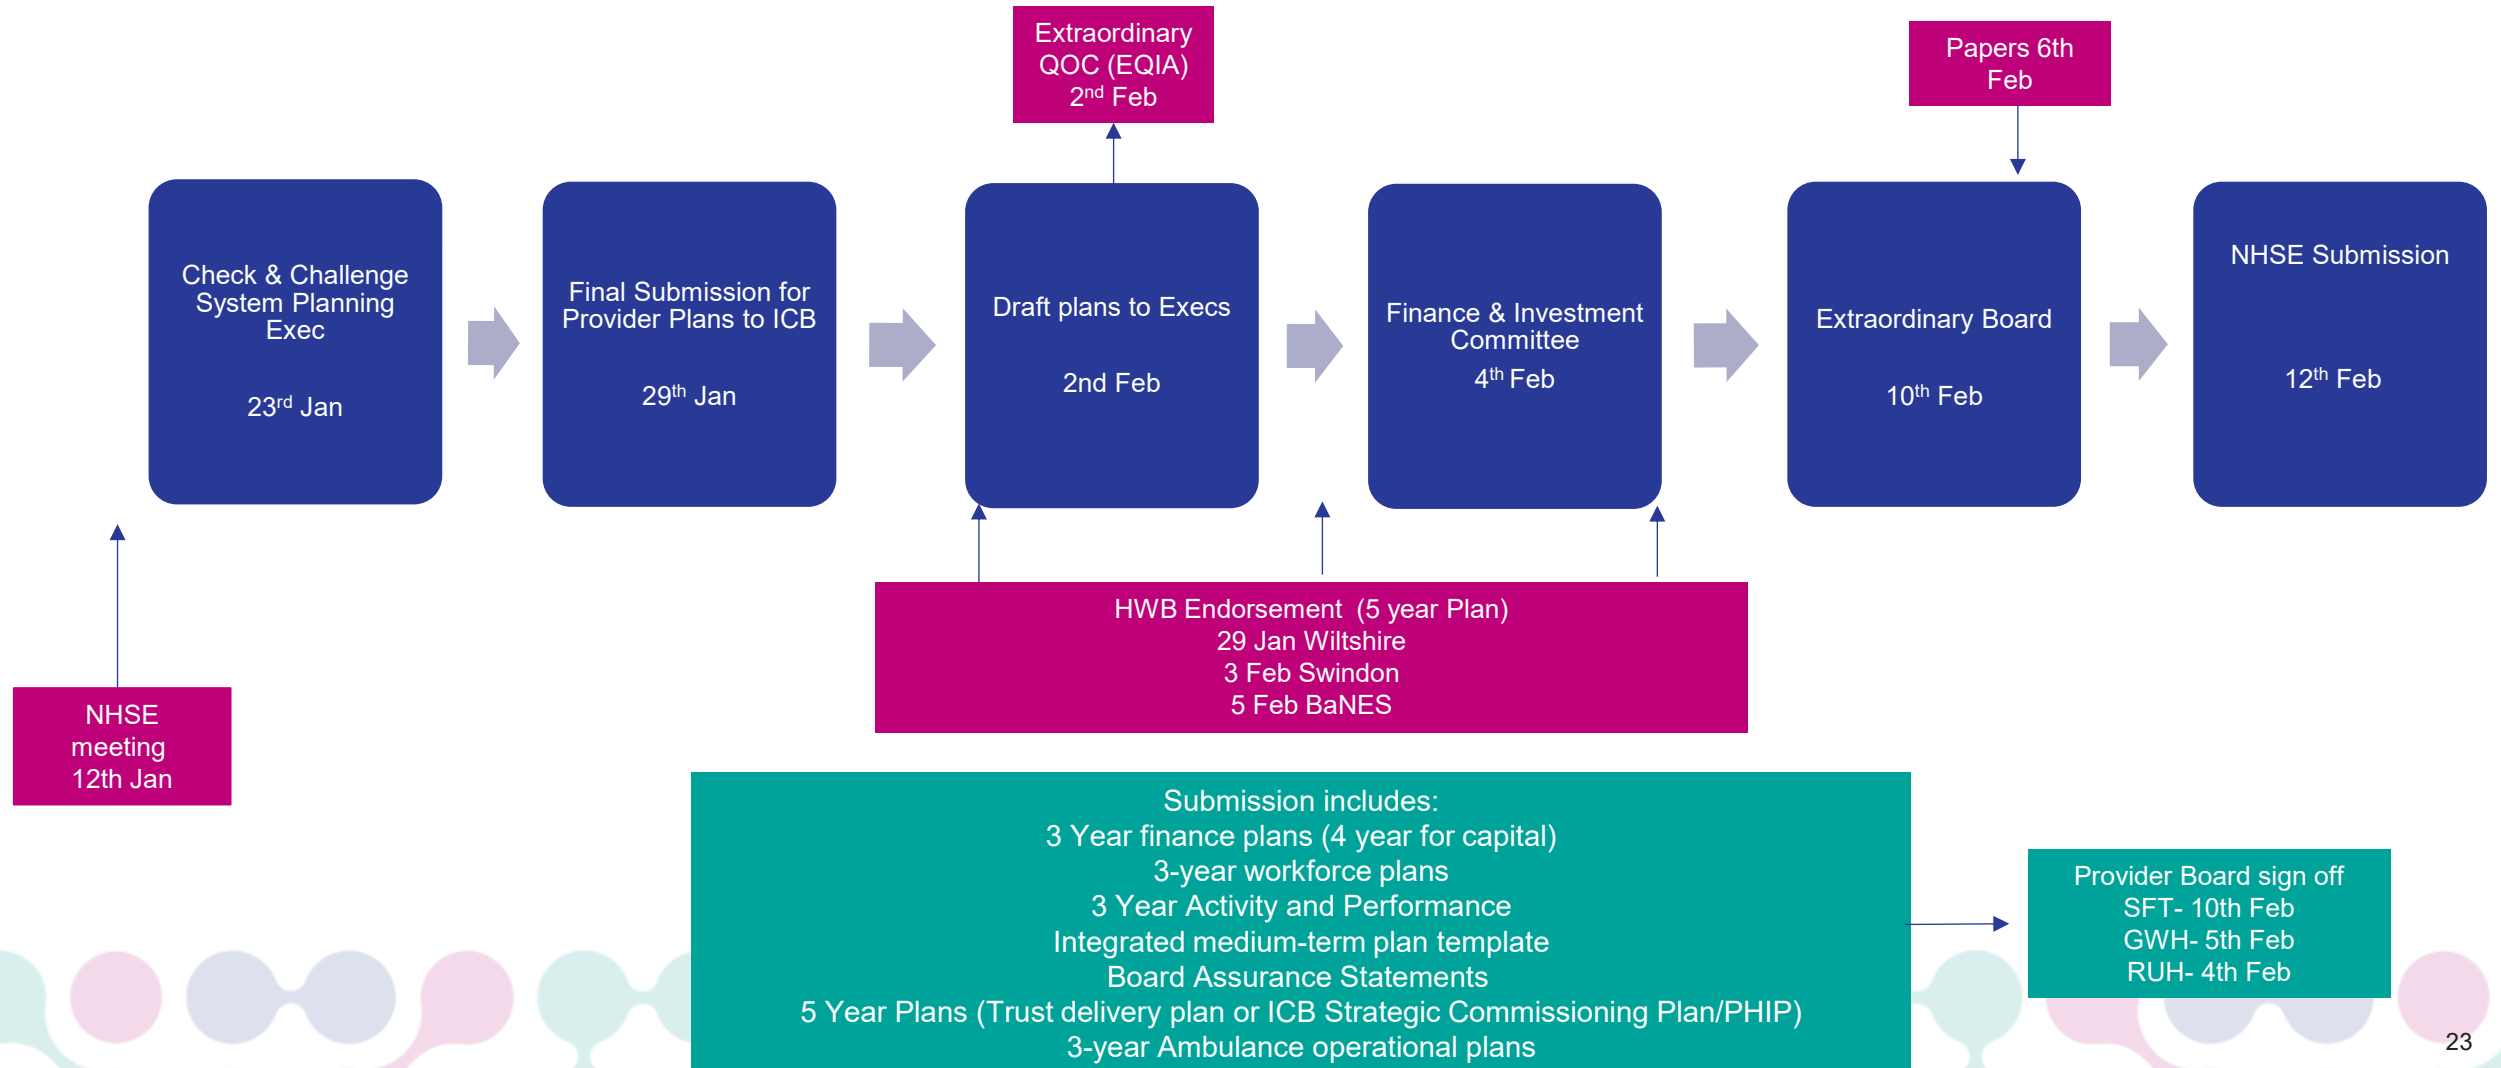 Extraordinary
QOC (EQIA)
2nd Feb
Papers 6th
Feb
Check & Challenge
System Planning
Exec
23rd Jan
Final Submission for
Provider Plans to ICB
29th Jan
Draft plans to Execs
2nd Feb
Finance & Investment
Committee
4th Feb
Extraordinary Board
10th Feb
NHSE Submission
12th Feb
NHSE
meeting
12th Jan
HWB Endorsement  (5 year Plan)
29 Jan Wiltshire
3 Feb Swindon
5 Feb BaNES
Submission includes:
3 Year finance plans (4 year for capital)
3-year workforce plans
3 Year Activity and Performance
Integrated medium-term plan template
Board Assurance Statements
5 Year Plans (Trust delivery plan or ICB Strategic Commissioning Plan/PHIP)
3-year Ambulance operational plans
Provider Board sign off
SFT- 10th Feb
GWH- 5th Feb
RUH- 4th Feb
23